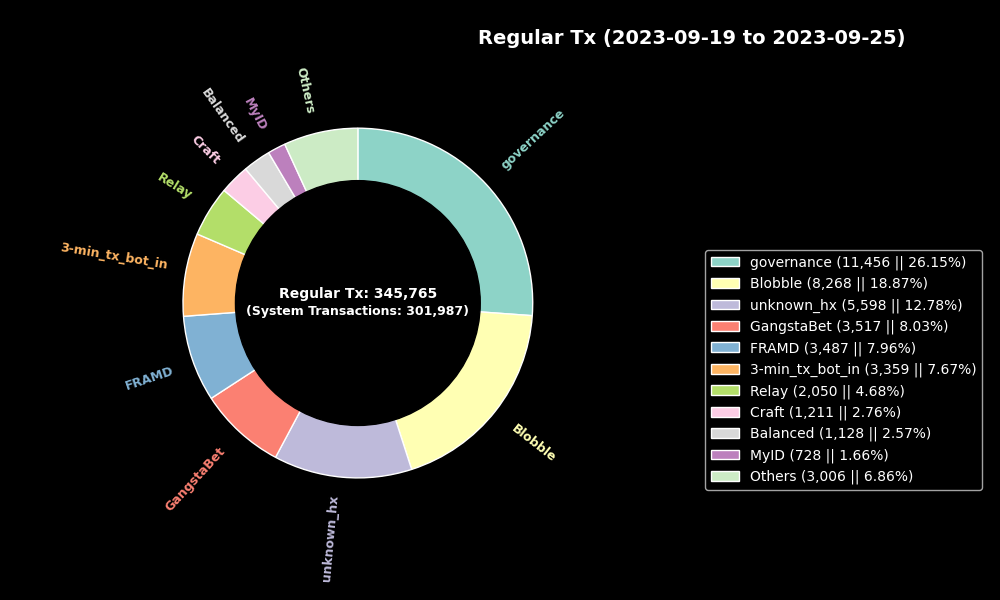 Regular Tx (2023-09-19 to 2023-09-25)
Others
MyID
Balanced
Craft
Relay
3-min_tx_bot_in
FRAMD
GangstaBet
unknown_hx
Blobble
governance
Regular Tx: 345,765
(System Transactions: 301,987)
governance (11,456 || 26.15%)
Blobble (8,268 || 18.87%)
unknown_hx (5,598 || 12.78%)
GangstaBet (3,517 || 8.03%)
FRAMD (3,487 || 7.96%)
3-min_tx_bot_in (3,359 || 7.67%)
Relay (2,050 || 4.68%)
Craft (1,211 || 2.76%)
Balanced (1,128 || 2.57%)
MyID (728 || 1.66%)
Others (3,006 || 6.86%)